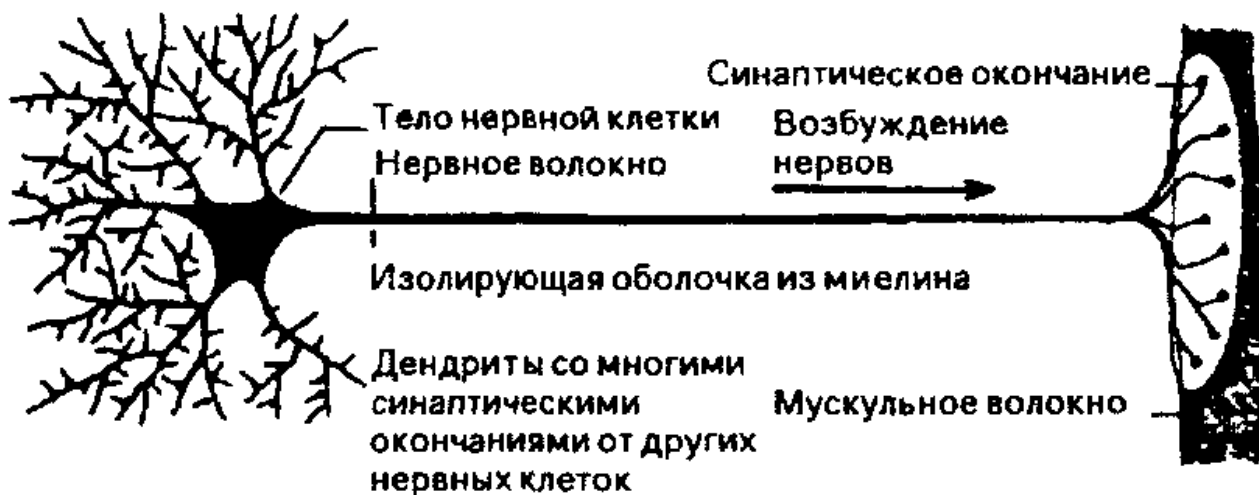 Синаптическое окончание
Тело нервной клетки
Возбуждение
Нервное волокно
нервов
Изолирующая оболочка из миелина
Дендриты со многими
синаптическими
окончаниями от других
нервных клеток
Мускульное волокно